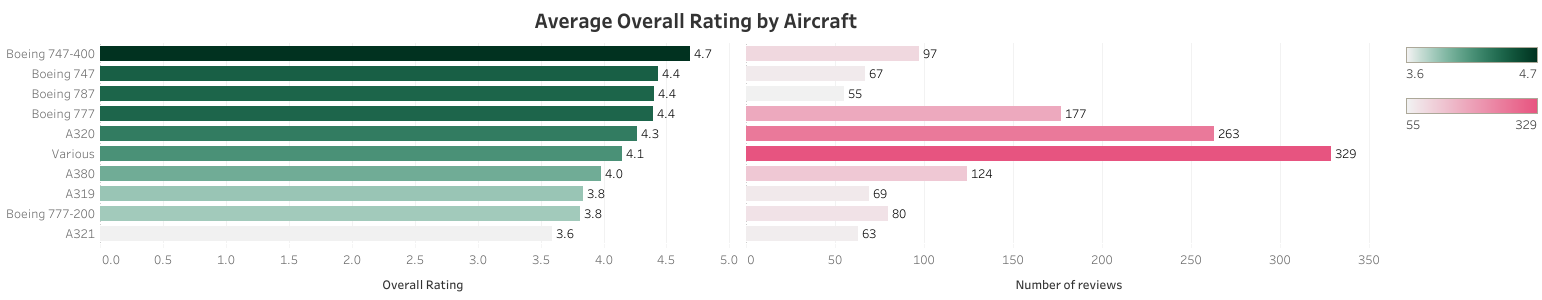 Average Overall Rating by Aircraft
Boeing 747-400 4.7 97
Boeing 747 4.4 67
Boeing 787 4.4 55
Boeing 777 4.4 177
A320 4.3 263
Various 4.1 329
A380 4.0 124
A319 3.8 69
Boeing 777-200 3.8 80
A321 3.6 63
0.0 0.5 1.0 1.5 2.0 2.5 3.0 3.5 4.0 4.5 5.0 0 50 100 150 200 250 300 350
Overall Rating Number of reviews
3.6 4.7
55 329